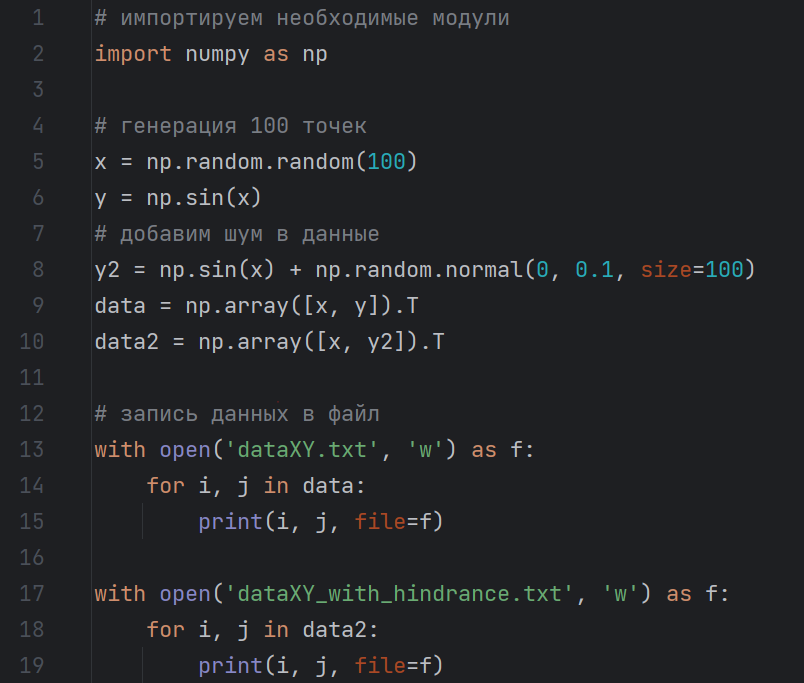 1 # импортируем необходимые модули
2 import numpy as np
3
4 # генерация 100 точек
5 x = np.random.random(100)
6 y = np.sin(x)
7 # добавим шум в данные
8 y2 = np.sin(x) + np.random.normal(0, 0.1, size=100)
9 data = np.array([x, y]).T
10 data2 = np.array([x, y2]).T
11
12 # запись данных в файл
13 with open('dataXY.txt', 'w') as f:
14     for i, j in data:
15         print(i, j, file=f)
16
17 with open('dataXY_with_hindrance.txt', 'w') as f:
18     for i, j in data2:
19         print(i, j, file=f)